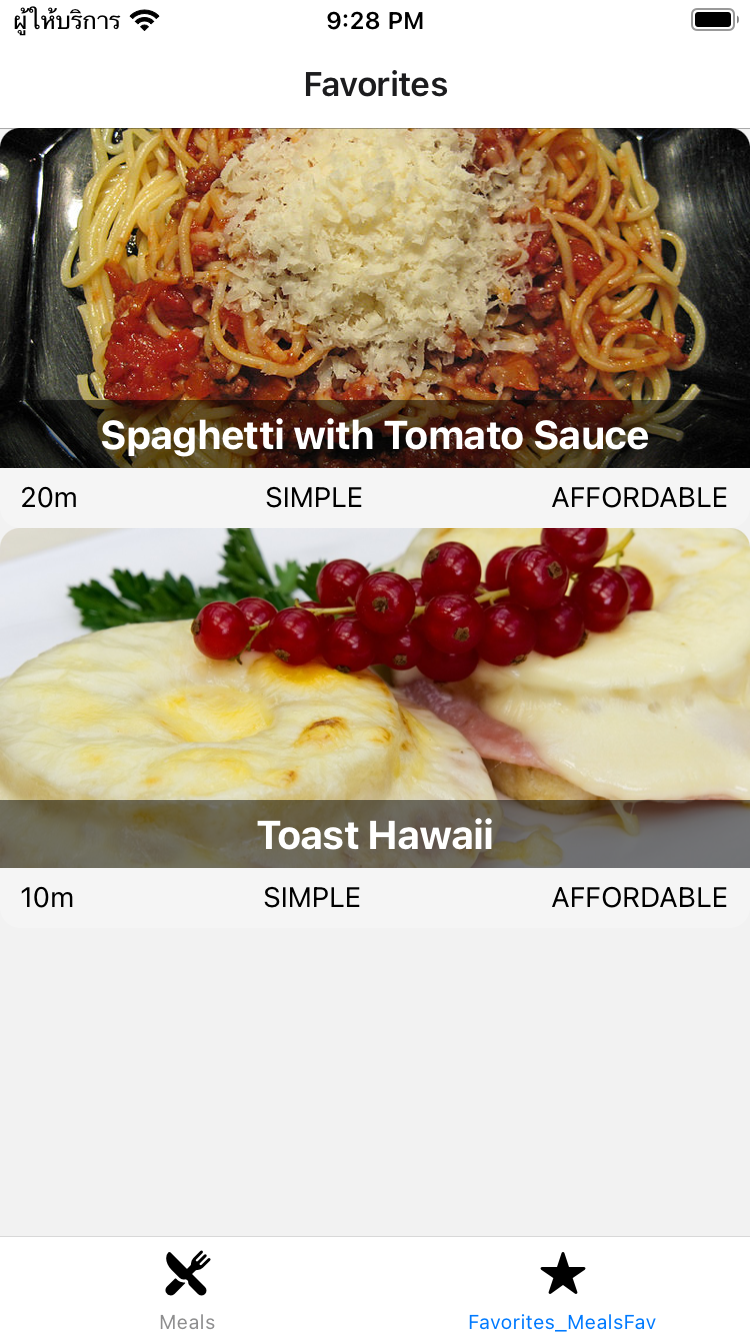 ผู้ให้บริการ 9:28 PM
Favorites
Spaghetti with Tomato Sauce
20m SIMPLE AFFORDABLE
Toast Hawaii
10m SIMPLE AFFORDABLE
Meals Favorites_MealsFav